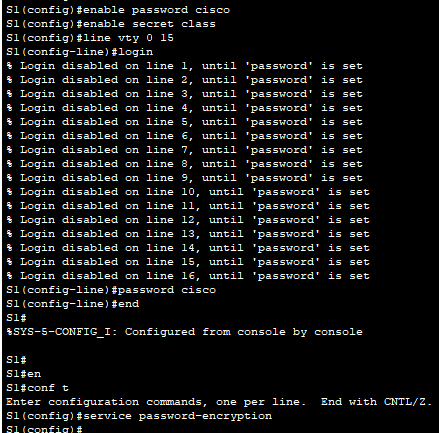 S1(config)#enable password cisco
S1(config)#enable secret class
S1(config)#line vty 0 15
S1(config-line)#login
% Login disabled on line 1, until 'password' is set
% Login disabled on line 2, until 'password' is set
% Login disabled on line 3, until 'password' is set
% Login disabled on line 4, until 'password' is set
% Login disabled on line 5, until 'password' is set
% Login disabled on line 6, until 'password' is set
% Login disabled on line 7, until 'password' is set
% Login disabled on line 8, until 'password' is set
% Login disabled on line 9, until 'password' is set
% Login disabled on line 10, until 'password' is set
% Login disabled on line 11, until 'password' is set
% Login disabled on line 12, until 'password' is set
% Login disabled on line 13, until 'password' is set
% Login disabled on line 14, until 'password' is set
% Login disabled on line 15, until 'password' is set
% Login disabled on line 16, until 'password' is set
S1(config-line)#password cisco
S1(config-line)#end
S1#
%SYS-5-CONFIG_I: Configured from console by console
S1#
S1#en
S1#conf t
Enter configuration commands, one per line.  End with CNTL/Z.
S1(config)#service password-encryption
S1(config)#